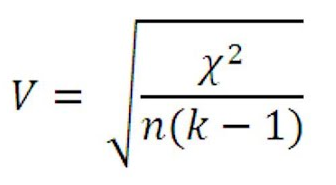 V = √(χ² / n(k − 1))